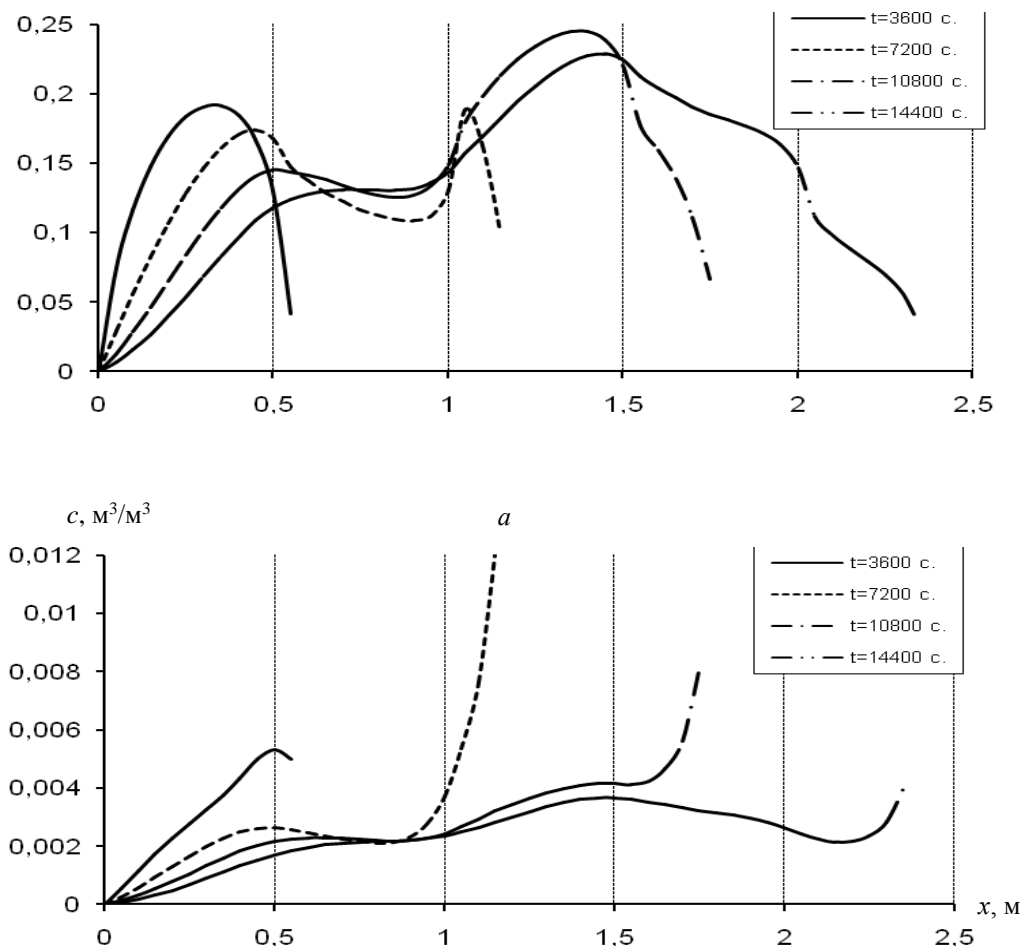 0,25
0,2
0,15
0,1
0,05
0
t=3600 c.
t=7200 c.
t=10800 c.
t=14400 c.
0 0,5 1 1,5 2 2,5
c, м³/м³ a
0,012
0,01
0,008
0,006
0,004
0,002
0
t=3600 c.
t=7200 c.
t=10800 c.
t=14400 c.
x, м
0 0,5 1 1,5 2 2,5